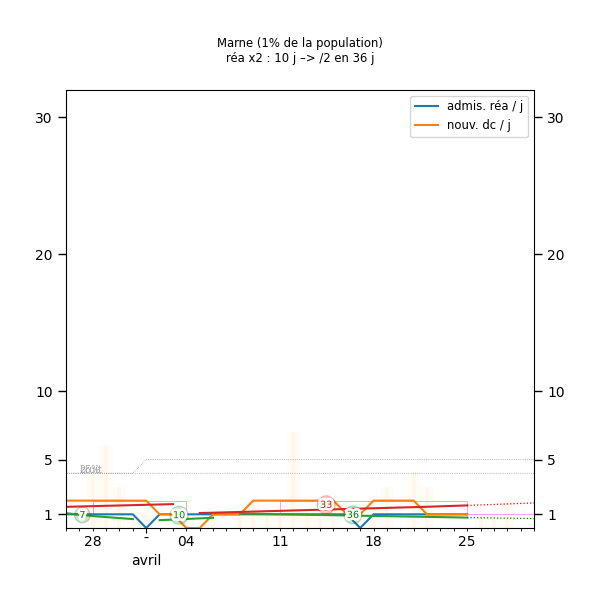 Marne (1% de la population)
réa x2 : 10 j –> /2 en 36 j
admis. réa / j
nouv. dc / j
30 30
20 20
10 10
5 5
33
7 10 36
1 1
28 - 04 11 18 25
avril